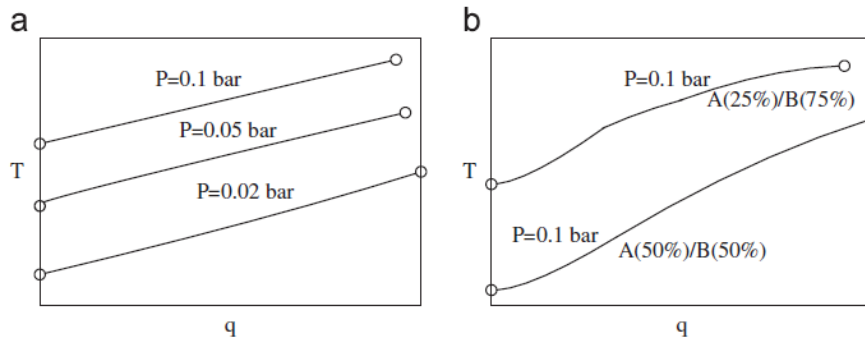 a
P=0.1 bar
P=0.05 bar
P=0.02 bar
T
q
b
P=0.1 bar
A(25%)/B(75%)
T
P=0.1 bar
A(50%)/B(50%)
q